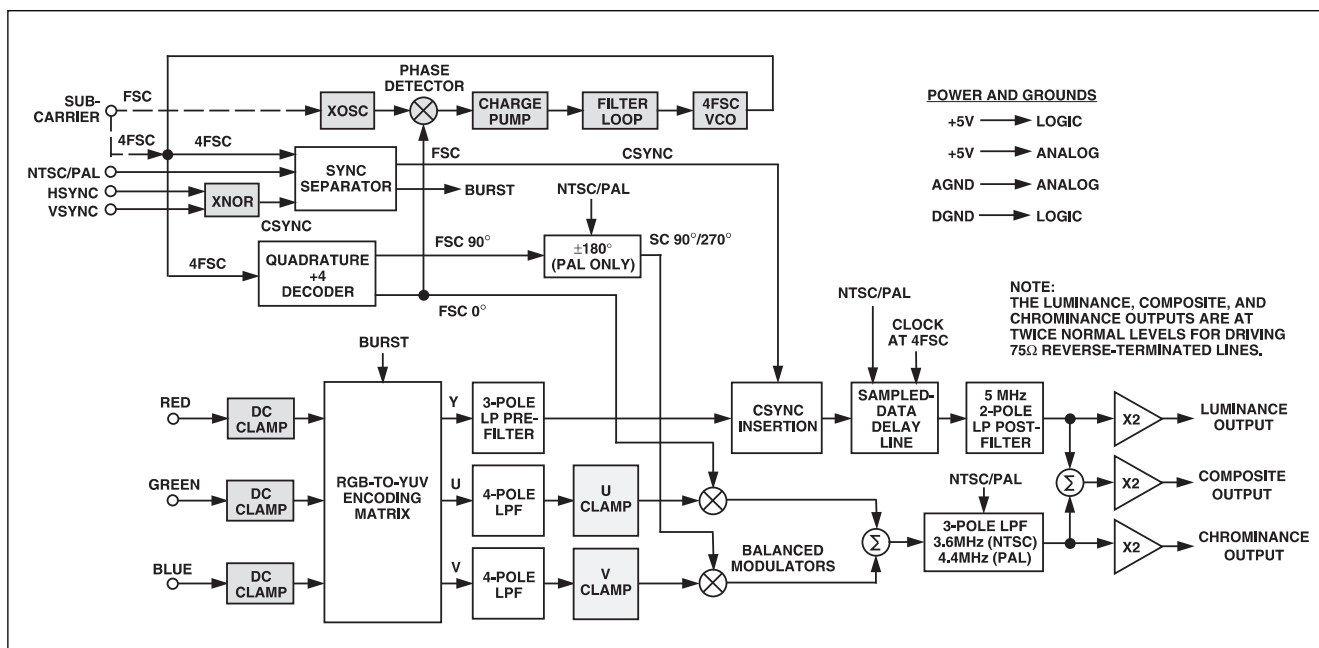 PHASE
DETECTOR
SUB-
CARRIER
FSC
XOSC
CHARGE
PUMP
FILTER
LOOP
4FSC
VCO
POWER AND GROUNDS
+5V LOGIC
+5V ANALOG
AGND ANALOG
DGND LOGIC
4FSC
4FSC
FSC
CSYNC
NTSC/PAL
SYNC
SEPARATOR
BURST
HSYNC
VSYNC
XNOR
CSYNC
NTSC/PAL
4FSC
QUADRATURE
+4
DECODER
FSC 90°
±180°
(PAL ONLY)
SC 90°/270°
FSC 0°
NTSC/PAL
CLOCK
AT 4FSC
NOTE:
THE LUMINANCE, COMPOSITE, AND
CHROMINANCE OUTPUTS ARE AT
TWICE NORMAL LEVELS FOR DRIVING
75Ω REVERSE-TERMINATED LINES.
BURST
RED
DC
CLAMP
Y
3-POLE
LP PRE-
FILTER
CSYNC
INSERTION
SAMPLED-
DATA
DELAY
LINE
5 MHz
2-POLE
LP POST-
FILTER
X2
LUMINANCE
OUTPUT
GREEN
DC
CLAMP
RGB-TO-YUV
ENCODING
MATRIX
U
4-POLE
LPF
U
CLAMP
NTSC/PAL
Σ
X2
COMPOSITE
OUTPUT
Σ
3-POLE LPF
3.6MHz (NTSC)
4.4MHz (PAL)
X2
CHROMINANCE
OUTPUT
BLUE
DC
CLAMP
V
4-POLE
LPF
V
CLAMP
BALANCED
MODULATORS